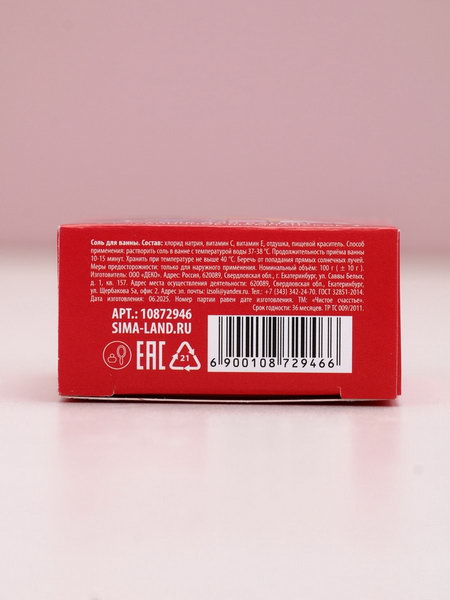 Соль для ванны. Состав: хлорид натрия, витамин С, витамин Е, отдушка, пищевой краситель. Способ
применения: растворить соль в ванне с температурой воды 37-38 °С. Продолжительность приёма ванны
10-15 минут. Хранить при температуре не выше 40 °С. Беречь от попадания прямых солнечных лучей.
Меры предосторожности: только для наружного применения. Номинальный объём: 100 г ( ± 10 г ).
Изготовитель: ООО «ДЕКО». Адрес: Россия, 620089, Свердловская обл., г. Екатеринбург, ул. Саввы Белых,
д. 1, кв. 157. Адрес места осуществления деятельности: 620089, Свердловская обл., г. Екатеринбург,
ул. Щербакова 5а, офис 2. Адрес эл. почты: izsoli@yandex.ru. Тел.: +7 (343) 342-24-70. ГОСТ 32851-2014.
Дата изготовления: 06.2025. Номер партии равен дате изготовления. ТМ: «Чистое счастье».
Срок годности: 36 месяцев. ТР ТС 009/2011.
АРТ.: 10872946
SIMA-LAND.RU
EAC
21
6 900108 729466